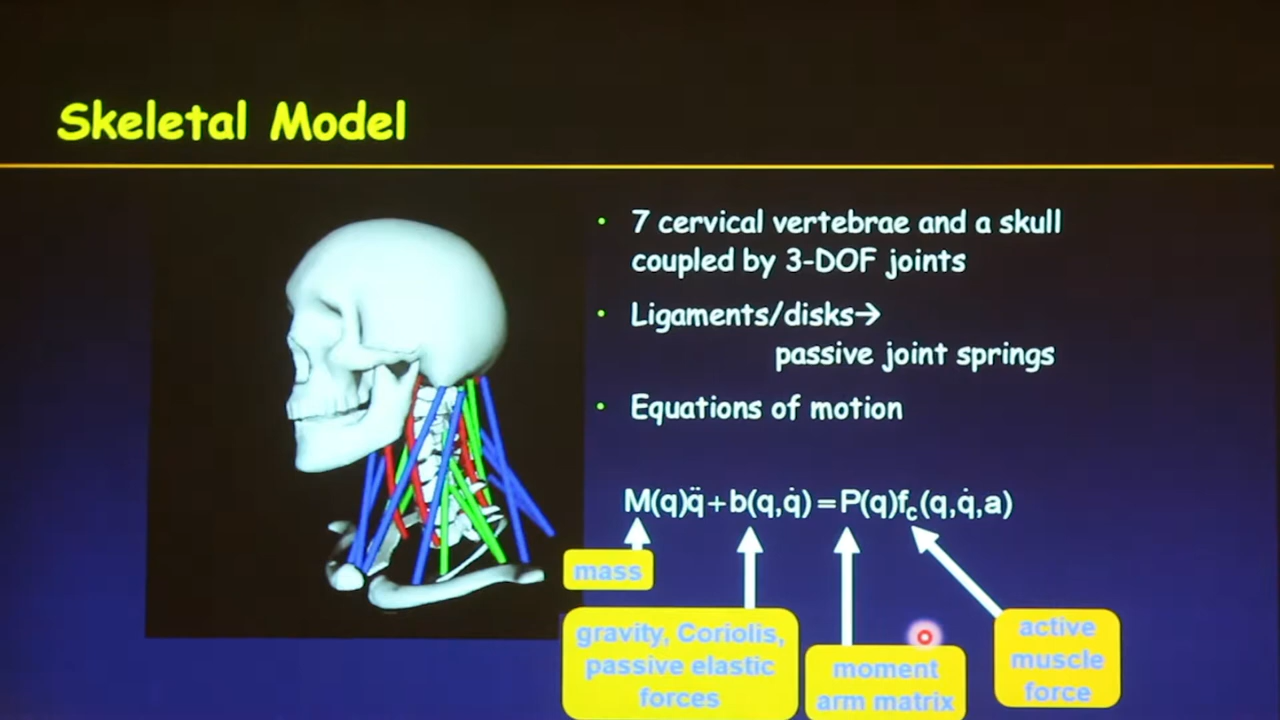 Skeletal Model
• 7 cervical vertebrae and a skull
coupled by 3-DOF joints
• Ligaments/disks→
passive joint springs
• Equations of motion
M(q)q̈+b(q,q̇)=P(q)f_c(q,q̇,a)
mass
gravity, Coriolis,
passive elastic
forces
moment
arm matrix
active
muscle
force